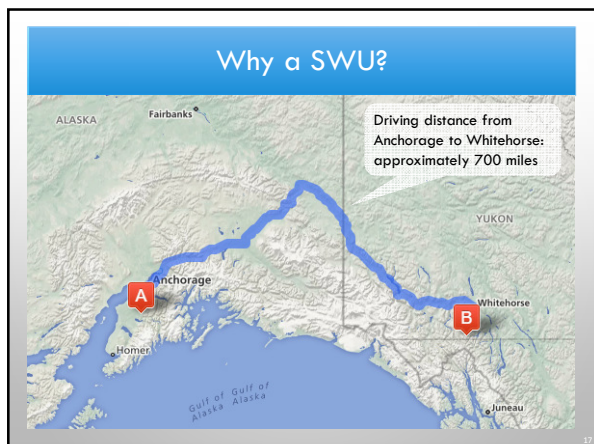 Why a SWU?
ALASKA
Fairbanks
Driving distance from
Anchorage to Whitehorse:
approximately 700 miles
YUKON
Anchorage
A
Whitehorse
B
Homer
Gulf of Gulf of
Alaska Alaska
Juneau
17